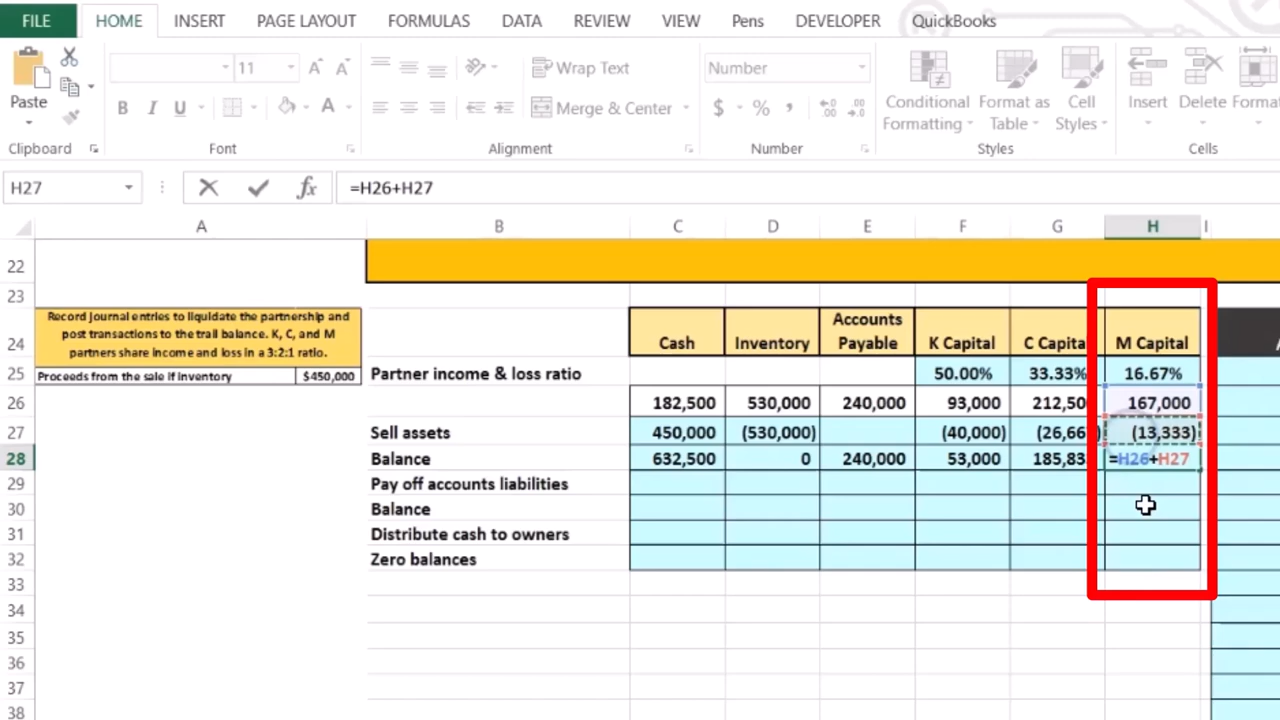 FILE HOME INSERT PAGE LAYOUT FORMULAS DATA REVIEW VIEW Pens DEVELOPER QuickBooks
Paste
11 A A
B I U A
Wrap Text
Merge & Center
Number
$ % ,
Conditional
Formatting
Format as
Table
Cell
Styles
Insert
Delete
Format
Clipboard Font Alignment Number Styles Cells
H27 fx =H26+H27
A B C D E F G H I
22
23
24
Record journal entries to liquidate the partnership and
post transactions to the trail balance. K, C, and M
partners share income and loss in a 3:2:1 ratio.
Cash Inventory Accounts
Payable K Capital C Capita M Capital
Proceeds from the sale if inventory $450,000
25 Partner income & loss ratio 50.00% 33.33% 16.67%
26 182,500 530,000 240,000 93,000 212,50 167,000
27 Sell assets 450,000 (530,000) (40,000) (26,66 (13,333)
28 Balance 632,500 0 240,000 53,000 185,83 =H26+H27
29 Pay off accounts liabilities
30 Balance
31 Distribute cash to owners
32 Zero balances
33
34
35
36
37
38